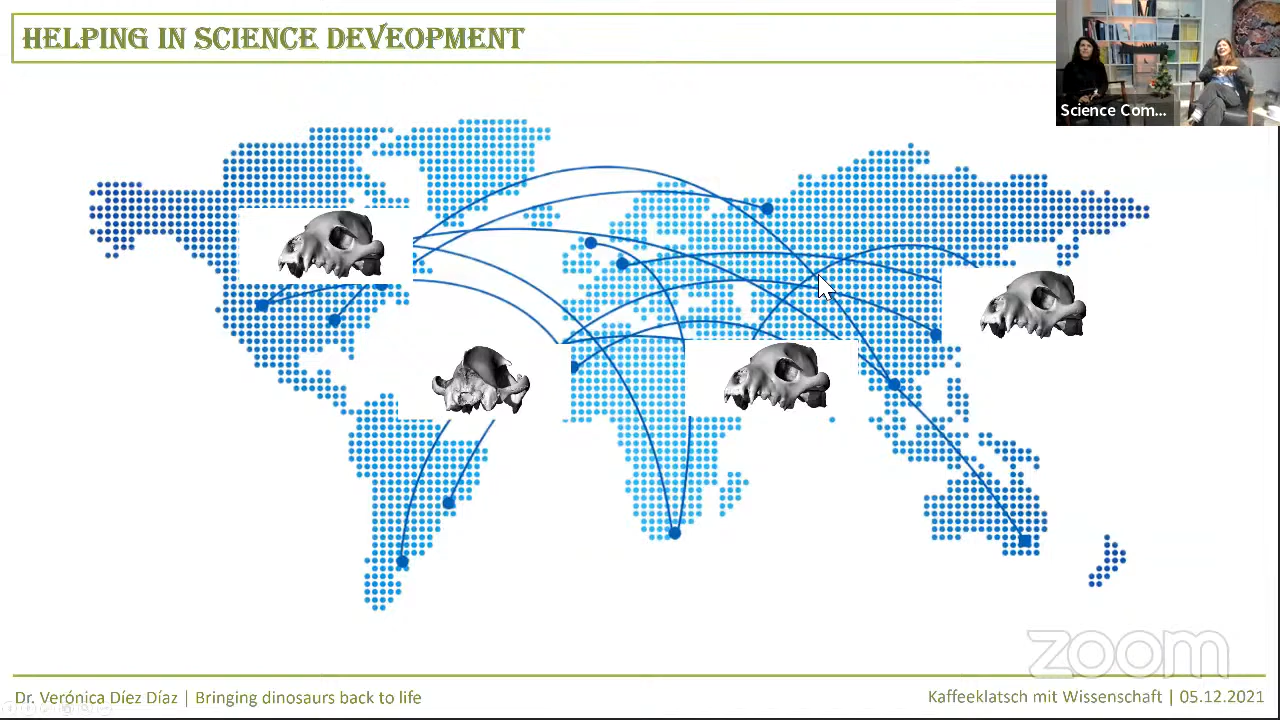 HELPING IN SCIENCE DEVEOPMENT
Science Com...
zoom
Dr. Verónica Díez Díaz | Bringing dinosaurs back to life
Kaffeeklatsch mit Wissenschaft | 05.12.2021